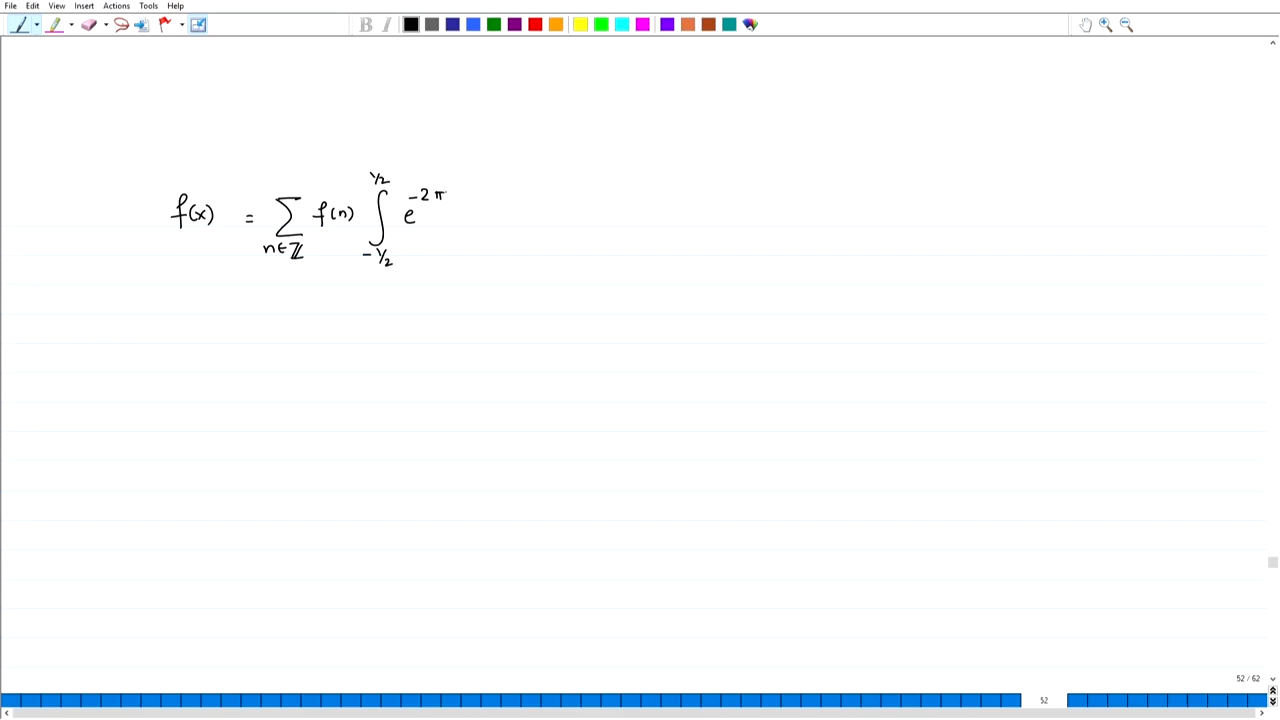 File Edit View Insert Actions Tools Help
B I
f(x) = ∑_{n∈ℤ} f(n) ∫_{-1/2}^{1/2} e^{-2π
52 / 62
52